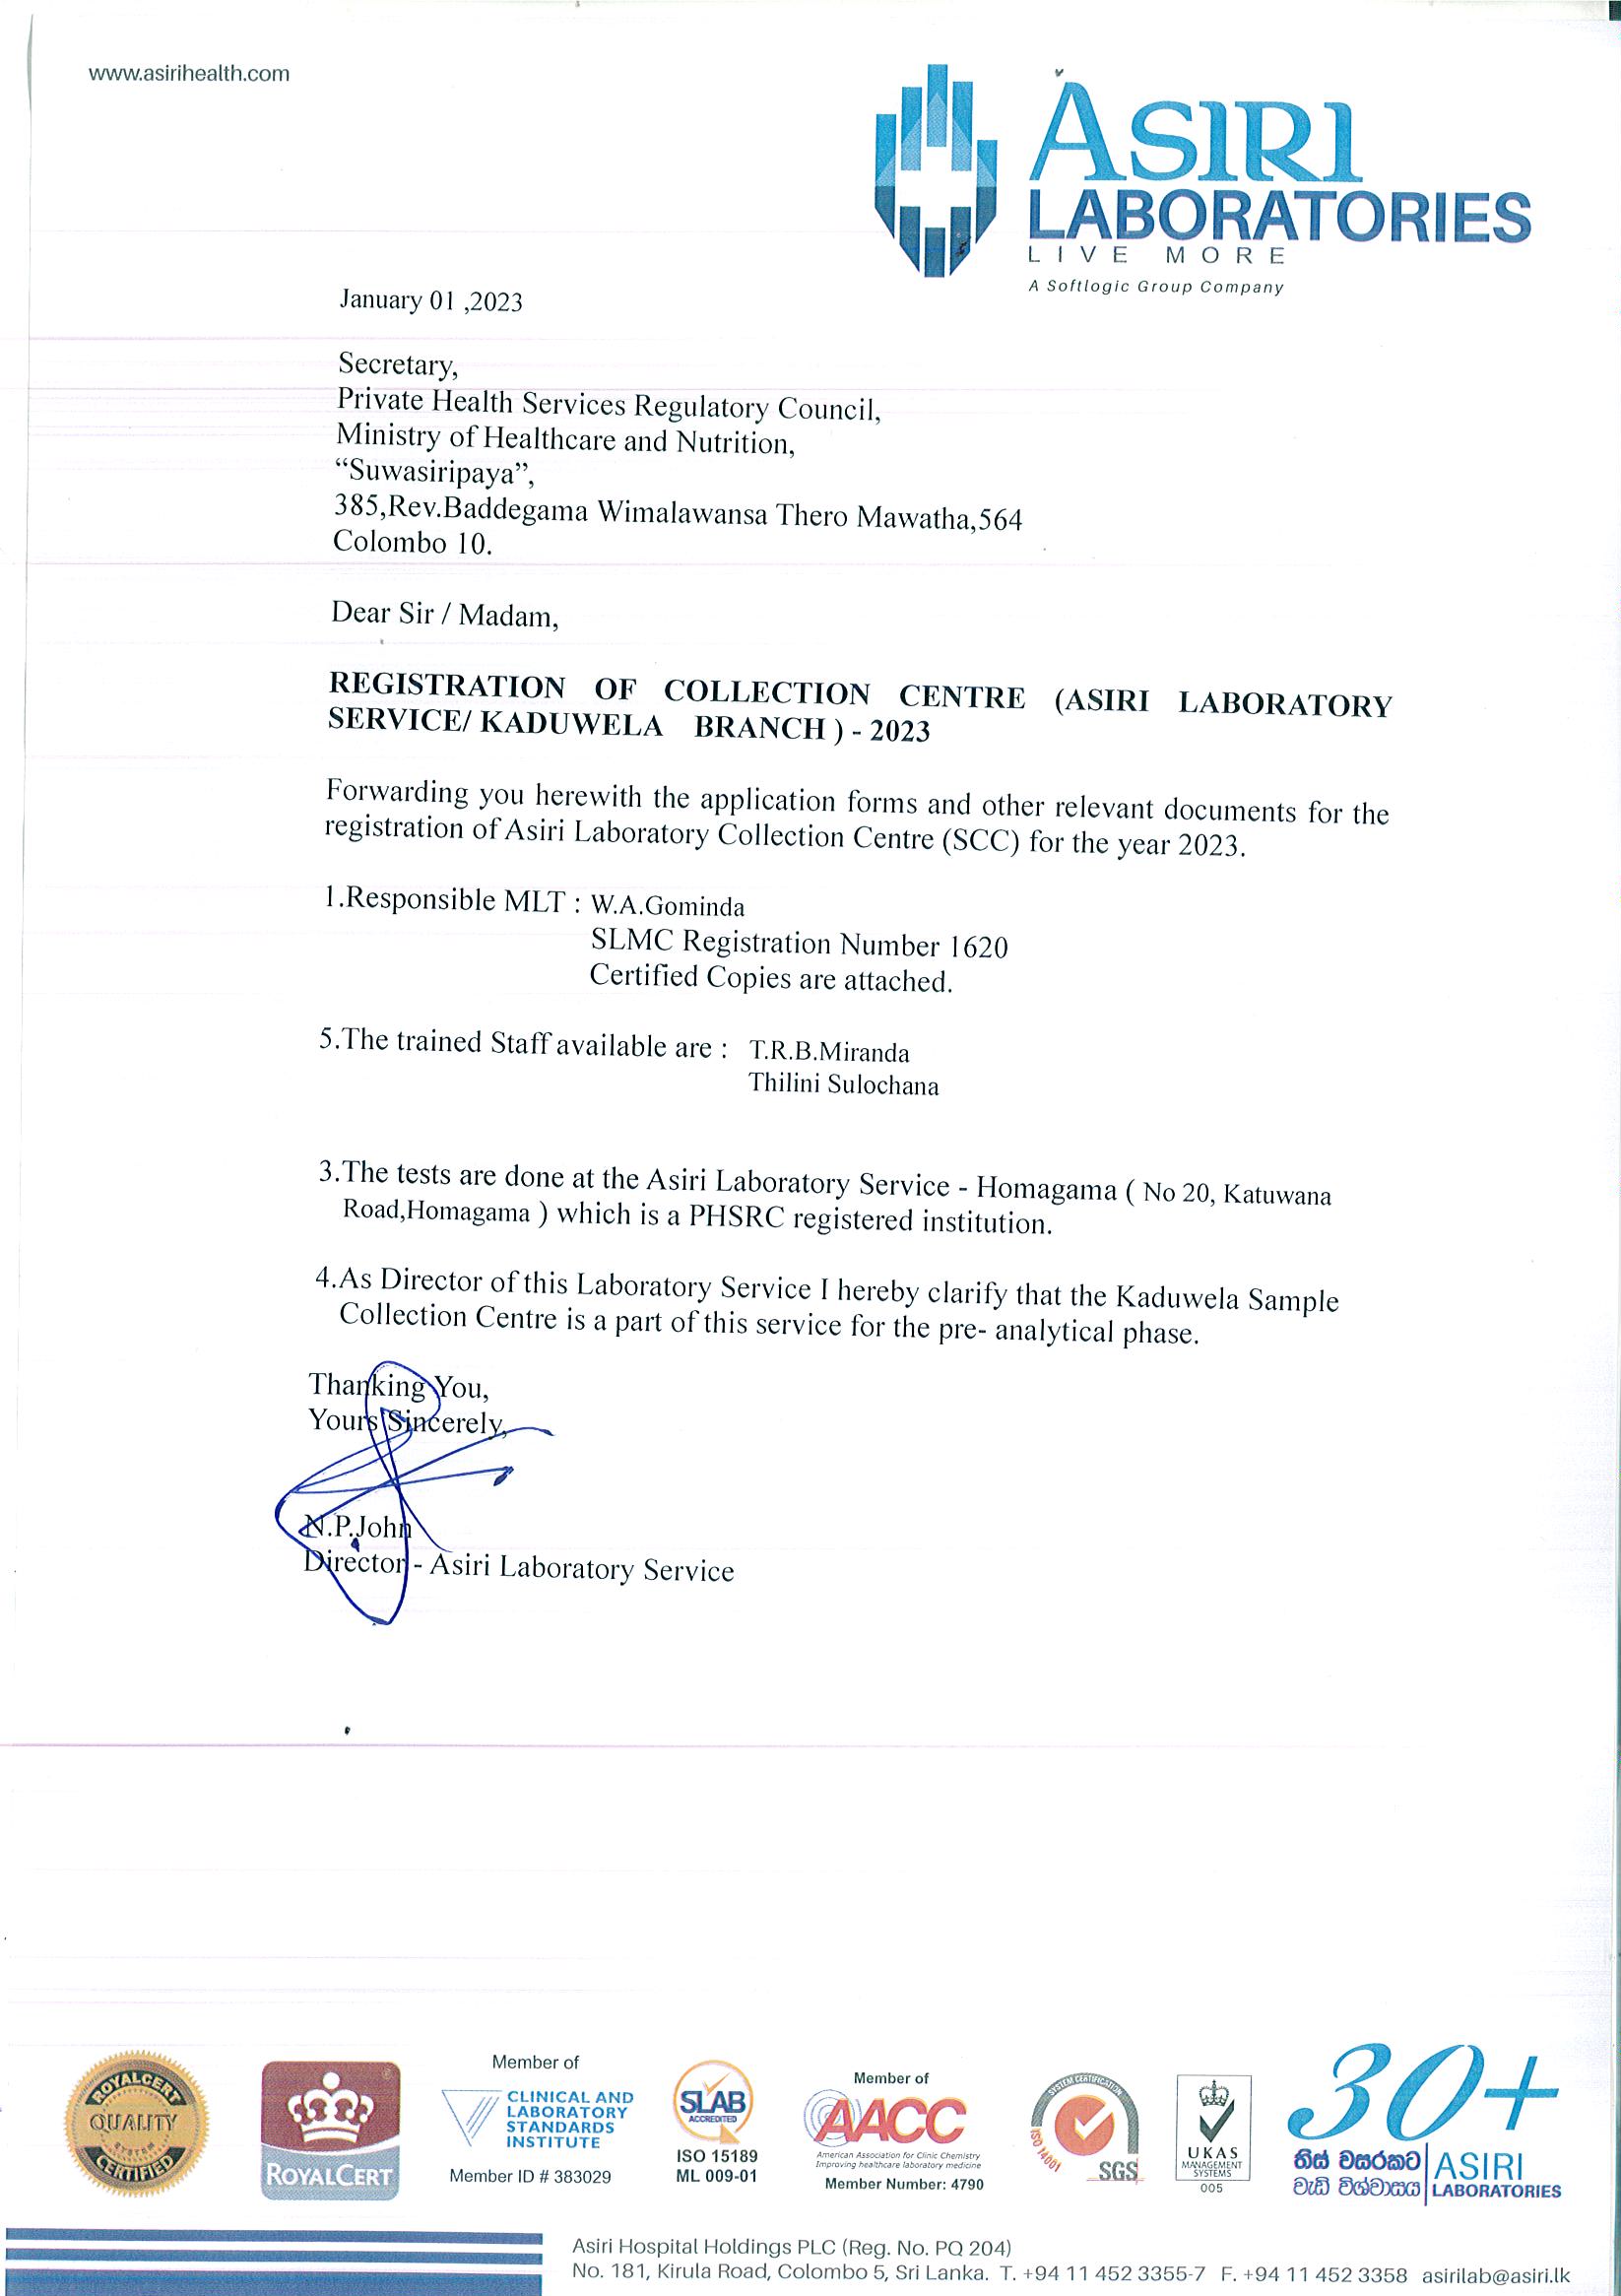 www.asirihealth.com
ASIRI
LABORATORIES
LIVE MORE
A Softlogic Group Company
January 01 ,2023
Secretary,
Private Health Services Regulatory Council,
Ministry of Healthcare and Nutrition,
“Suwasiripaya”,
385,Rev.Baddegama Wimalawansa Thero Mawatha,564
Colombo 10.
Dear Sir / Madam,
REGISTRATION OF COLLECTION CENTRE (ASIRI LABORATORY
SERVICE/ KADUWELA BRANCH ) - 2023
Forwarding you herewith the application forms and other relevant documents for the
registration of Asiri Laboratory Collection Centre (SCC) for the year 2023.
1.Responsible MLT : W.A.Gominda
SLMC Registration Number 1620
Certified Copies are attached.
5.The trained Staff available are : T.R.B.Miranda
Thilini Sulochana
3.The tests are done at the Asiri Laboratory Service - Homagama ( No 20, Katuwana
Road,Homagama ) which is a PHSRC registered institution.
4.As Director of this Laboratory Service I hereby clarify that the Kaduwela Sample
Collection Centre is a part of this service for the pre- analytical phase.
Thanking You,
Yours Sincerely,
N.P.John
Director - Asiri Laboratory Service
ROYALCERT
QUALITY
SYSTEM
CERTIFIED
ROYALCERT
Member of
CLINICAL AND
LABORATORY
STANDARDS
INSTITUTE
Member ID # 383029
SLAB
ACCREDITED
ISO 15189
ML 009-01
Member of
AACC
American Association for Clinic Chemistry
Improving healthcare laboratory medicine
Member Number: 4790
SYSTEM CERTIFICATION
ISO 14001
SGS
UKAS
MANAGEMENT
SYSTEMS
005
30+
තිස් වසරකට
වැඩි විශ්වාසය
ASIRI
LABORATORIES
Asiri Hospital Holdings PLC (Reg. No. PQ 204)
No. 181, Kirula Road, Colombo 5, Sri Lanka. T. +94 11 452 3355-7 F. +94 11 452 3358 asirilab@asiri.lk